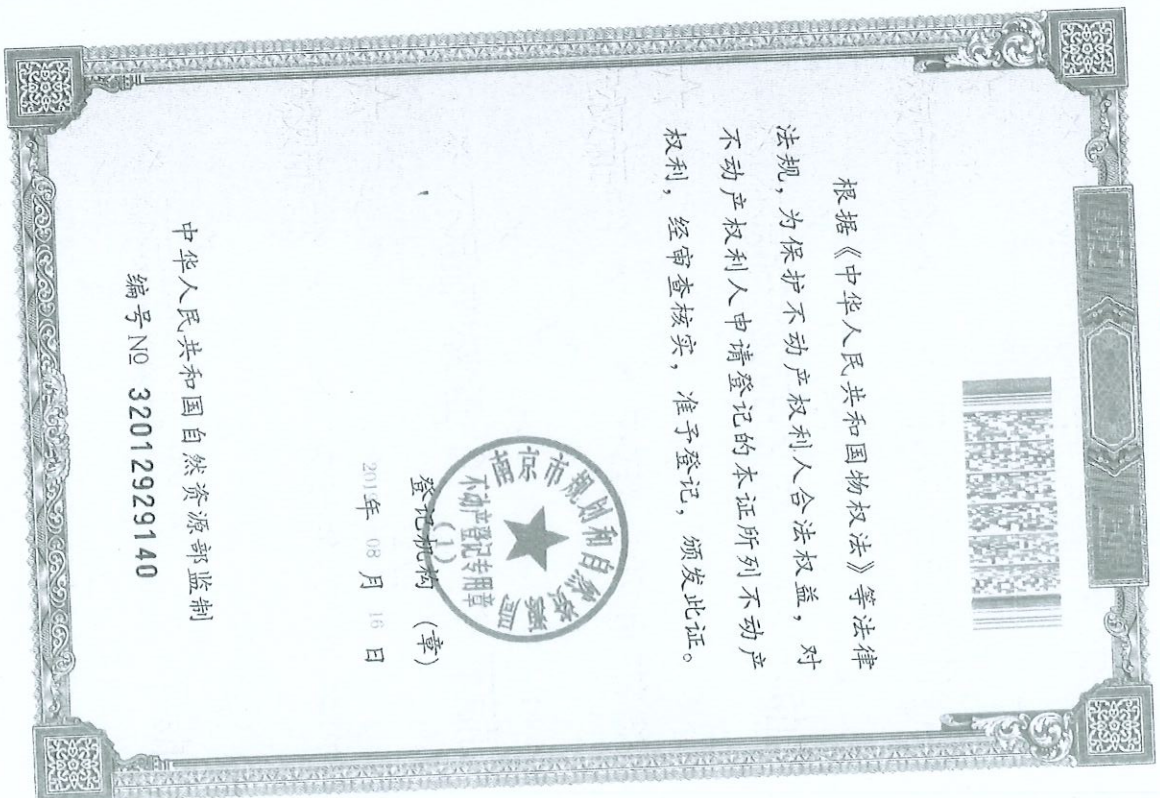 根据《中华人民共和国物权法》等法律
法规，为保护不动产权利人合法权益，对
不动产权利人申请登记的本证所列不动产
权利，经审查核实，准予登记，颁发此证。
南京市规划和自然资源局
不动产登记专用章
(1)
登记机构 (章)
2019年 08 月 16 日
中华人民共和国自然资源部监制
编号№ 32012929140